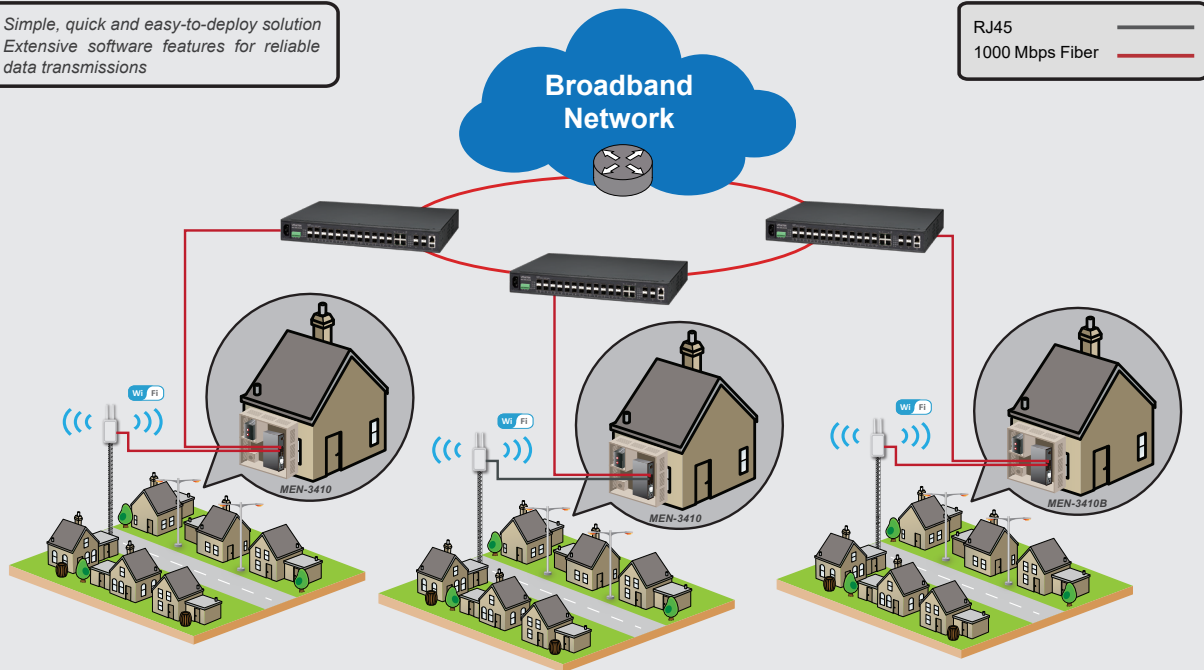 Simple, quick and easy-to-deploy solution
Extensive software features for reliable
data transmissions
RJ45
1000 Mbps Fiber
Broadband
Network
Wi Fi
MEN-3410
Wi Fi
MEN-3410
Wi Fi
MEN-3410B